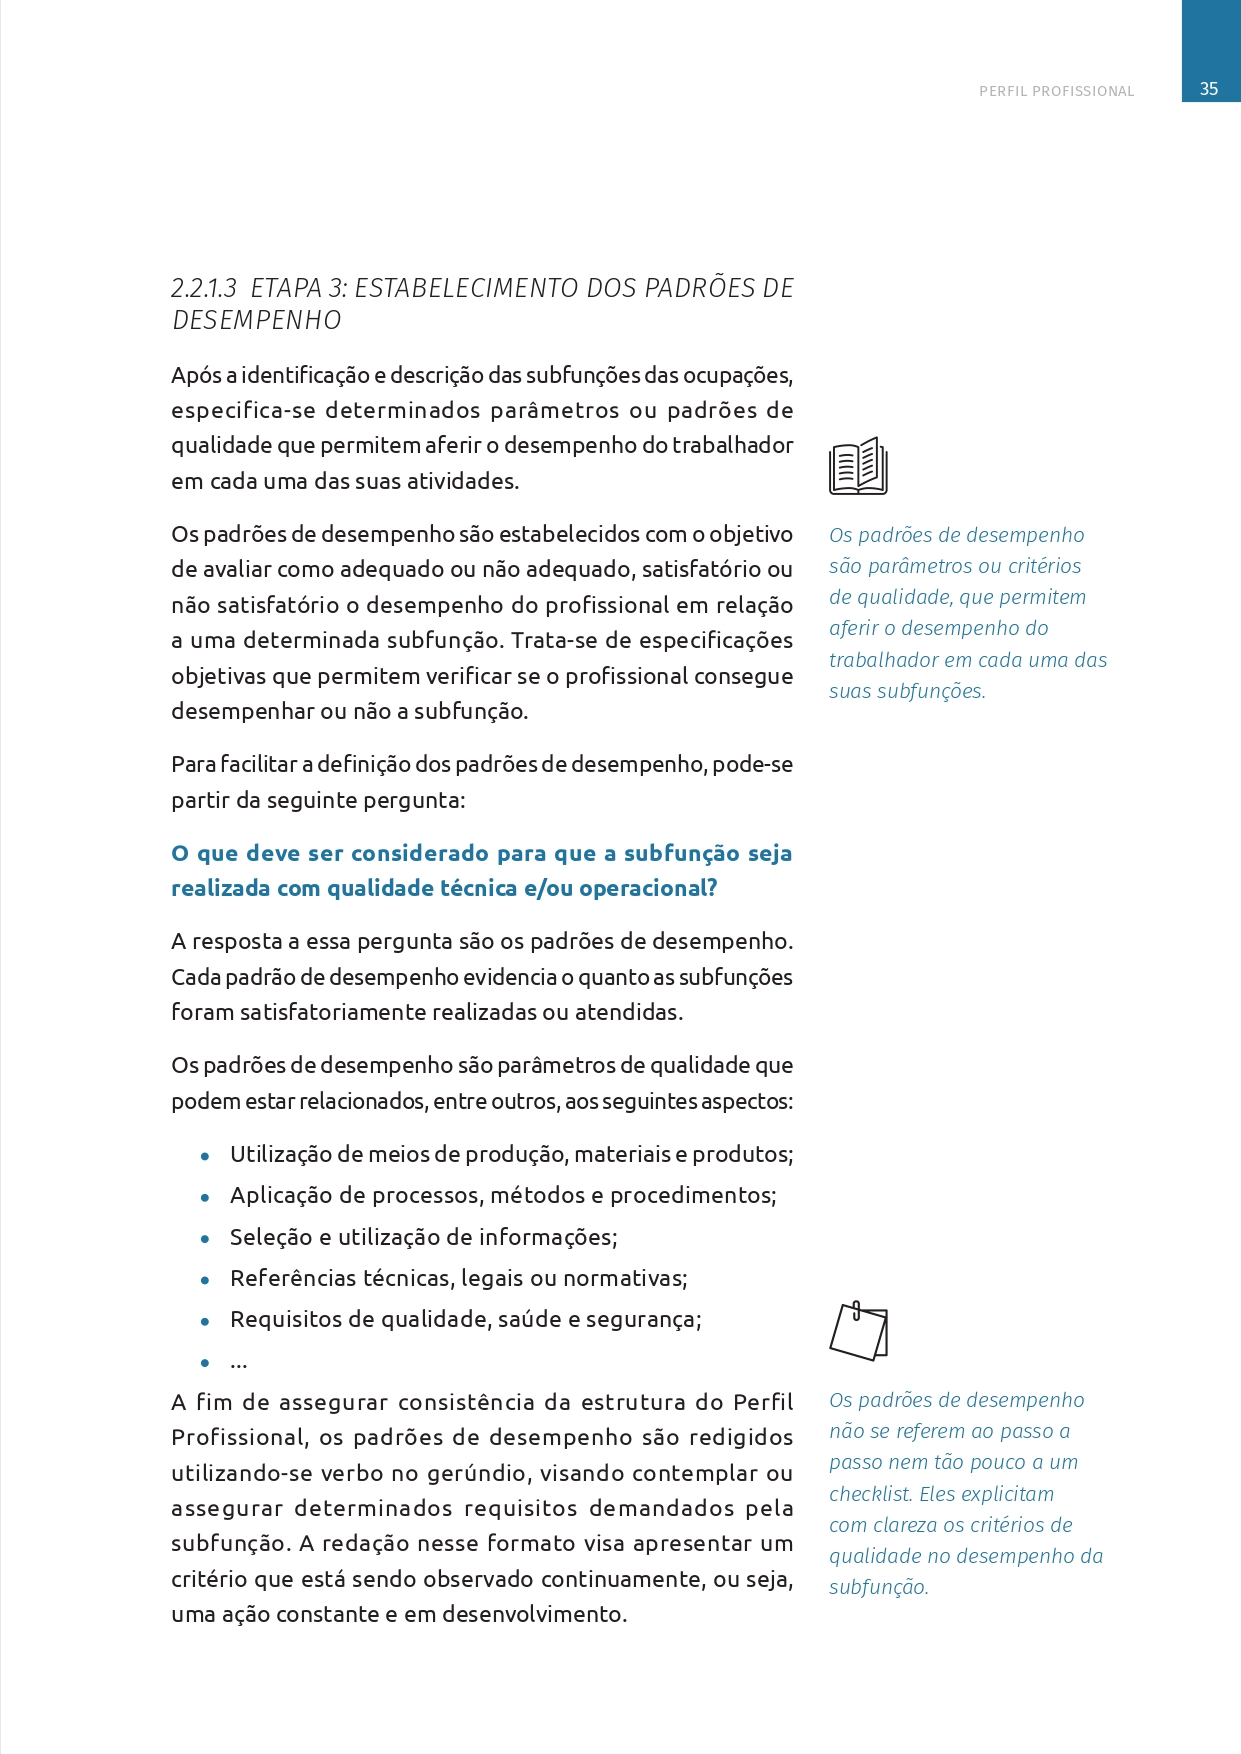 PERFIL PROFISSIONAL
35
2.2.1.3 ETAPA 3: ESTABELECIMENTO DOS PADRÕES DE
DESEMPENHO
Após a identificação e descrição das subfunções das ocupações,
especifica-se determinados parâmetros ou padrões de
qualidade que permitem aferir o desempenho do trabalhador
em cada uma das suas atividades.
Os padrões de desempenho são estabelecidos com o objetivo
de avaliar como adequado ou não adequado, satisfatório ou
não satisfatório o desempenho do profissional em relação
a uma determinada subfunção. Trata-se de especificações
objetivas que permitem verificar se o profissional consegue
desempenhar ou não a subfunção.
Os padrões de desempenho
são parâmetros ou critérios
de qualidade, que permitem
aferir o desempenho do
trabalhador em cada uma das
suas subfunções.
Para facilitar a definição dos padrões de desempenho, pode-se
partir da seguinte pergunta:
O que deve ser considerado para que a subfunção seja
realizada com qualidade técnica e/ou operacional?
A resposta a essa pergunta são os padrões de desempenho.
Cada padrão de desempenho evidencia o quanto as subfunções
foram satisfatoriamente realizadas ou atendidas.
Os padrões de desempenho são parâmetros de qualidade que
podem estar relacionados, entre outros, aos seguintes aspectos:
• Utilização de meios de produção, materiais e produtos;
• Aplicação de processos, métodos e procedimentos;
• Seleção e utilização de informações;
• Referências técnicas, legais ou normativas;
• Requisitos de qualidade, saúde e segurança;
• ...
A fim de assegurar consistência da estrutura do Perfil
Profissional, os padrões de desempenho são redigidos
utilizando-se verbo no gerúndio, visando contemplar ou
assegurar determinados requisitos demandados pela
subfunção. A redação nesse formato visa apresentar um
critério que está sendo observado continuamente, ou seja,
uma ação constante e em desenvolvimento.
Os padrões de desempenho
não se referem ao passo a
passo nem tão pouco a um
checklist. Eles explicitam
com clareza os critérios de
qualidade no desempenho da
subfunção.